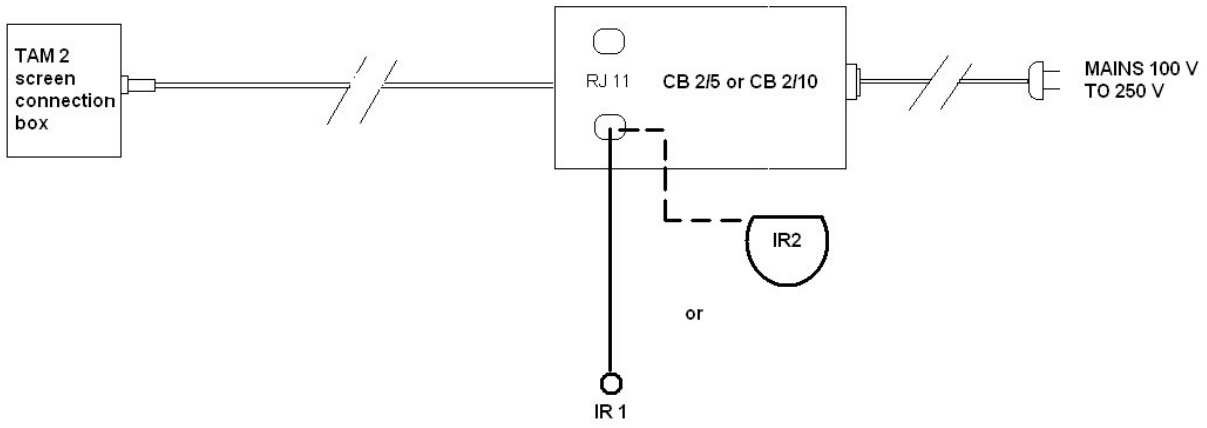 TAM 2
screen
connection
box
RJ 11
CB 2/5 or CB 2/10
MAINS 100 V
TO 250 V
IR2
or
IR 1